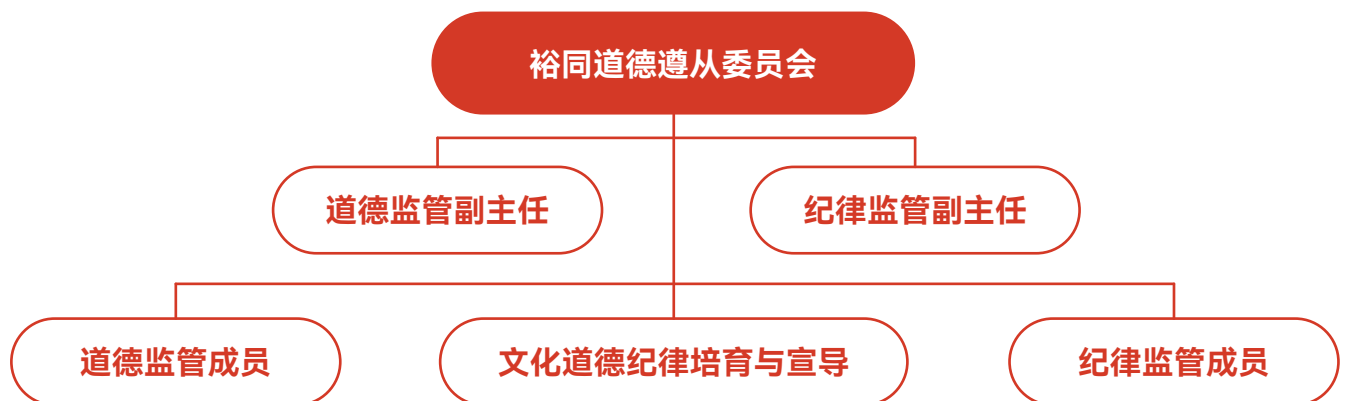 裕同道德遵从委员会
道德监管副主任
纪律监管副主任
道德监管成员
文化道德纪律培育与宣导
纪律监管成员